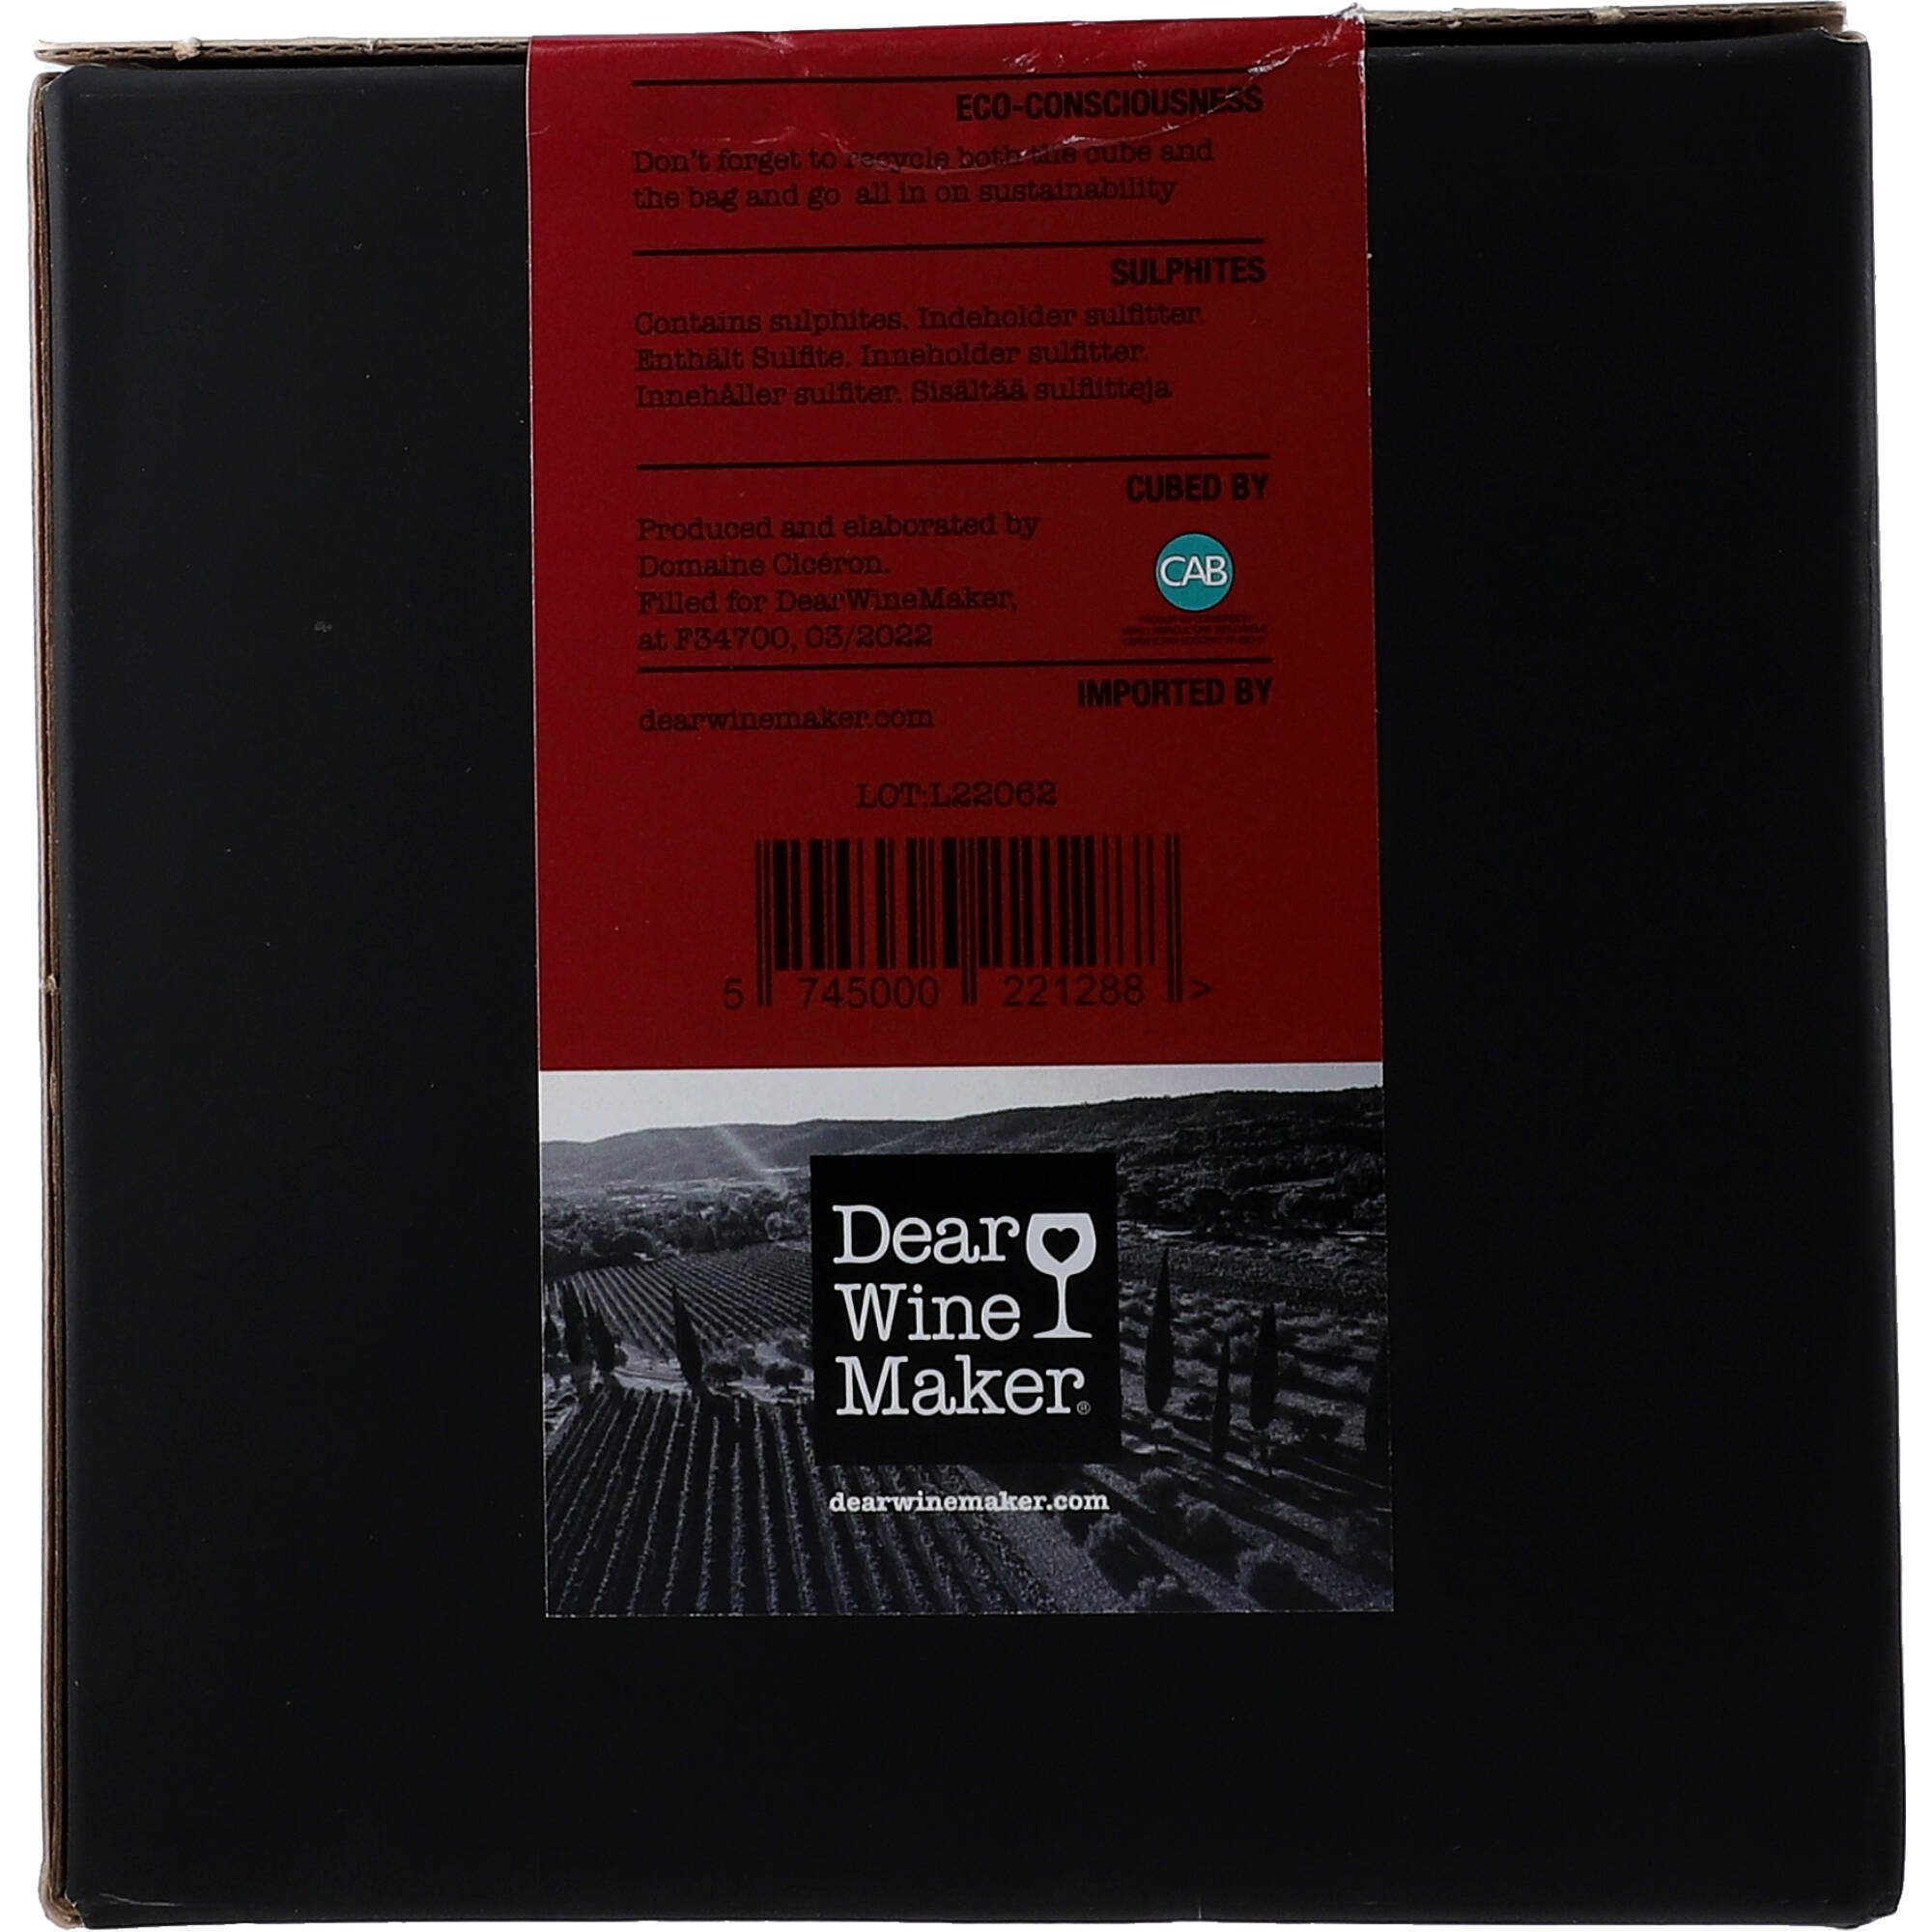 ECO-CONSCIOUSNESS
Don't forget to recycle both the cube and
the bag and go all in on sustainability
SULPHITES
Contains sulphites. Indeholder sulfitter.
Enthält Sulfite. Inneholder sulfitter.
Innehåller sulfiter. Sisältää sulfiitteja
CUBED BY
Produced and elaborated by
Domaine Cicéron.
Filled for DearWineMaker,
at F34700, 03/2022
CAB
IMPORTED BY
dearwinemaker.com
LOT:L22062
5 745000 221288 >
Dear
Wine
Maker®
dearwinemaker.com